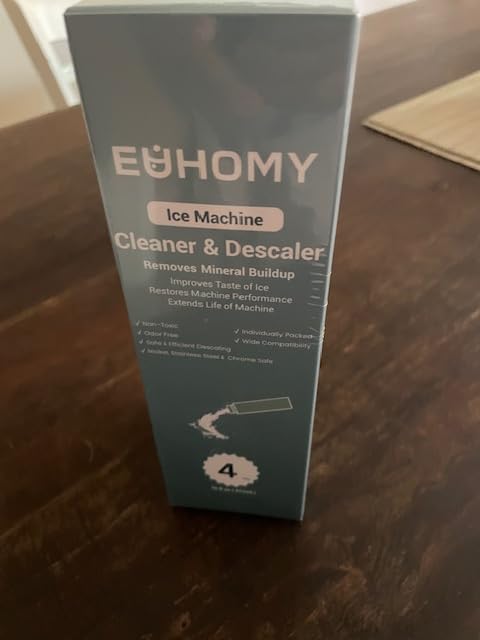 EUHOMY
Ice Machine
Cleaner & Descaler
Removes Mineral Buildup
Improves Taste of Ice
Restores Machine Performance
Extends Life of Machine
✓ Non-Toxic
✓ Individually Packed
✓ Odor Free
✓ Wide Compatibility
✓ Safe & Efficient Descaling
✓ Nickel, Stainless Steel & Chrome Safe
4